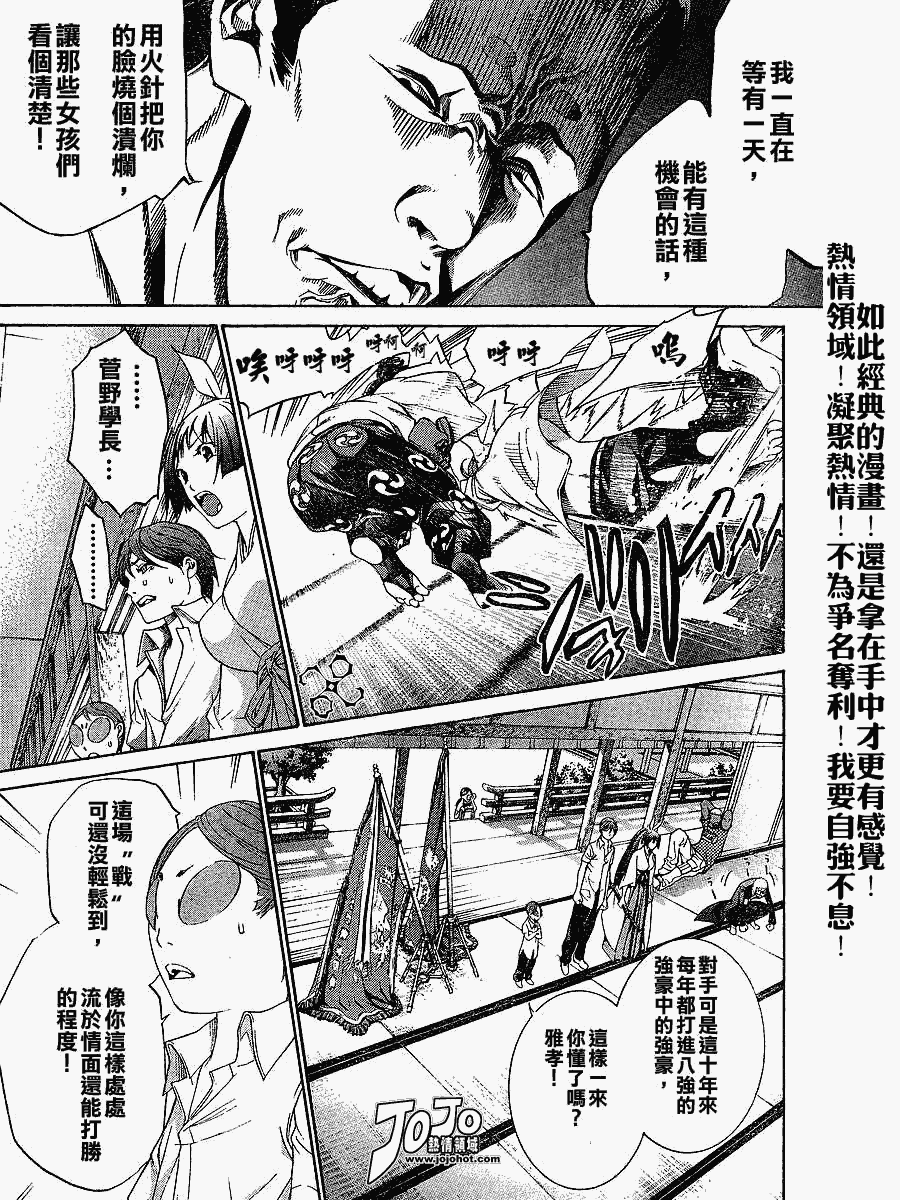 我一直在
等有一天，
能有這種
機會的話，
用火針把你
的臉燒個潰爛，
讓那些女孩們
看個清楚！
嗚
呀呀
呀啊啊
唉呀呀呀
……
菅野學長…
………
對手可是這十年來
每年都打進八強的
強豪中的強豪，
這樣一來
你懂了嗎？
雅孝！
這場〝戰〞
可還沒輕鬆到，
像你這樣處處
流於情面還能打勝
的程度！
如此經典的漫畫！還是拿在手中才更有感覺！
熱情領域！凝聚熱情！不為爭名奪利！我要自強不息！
JOJO
熱情領域
www.jojohot.com